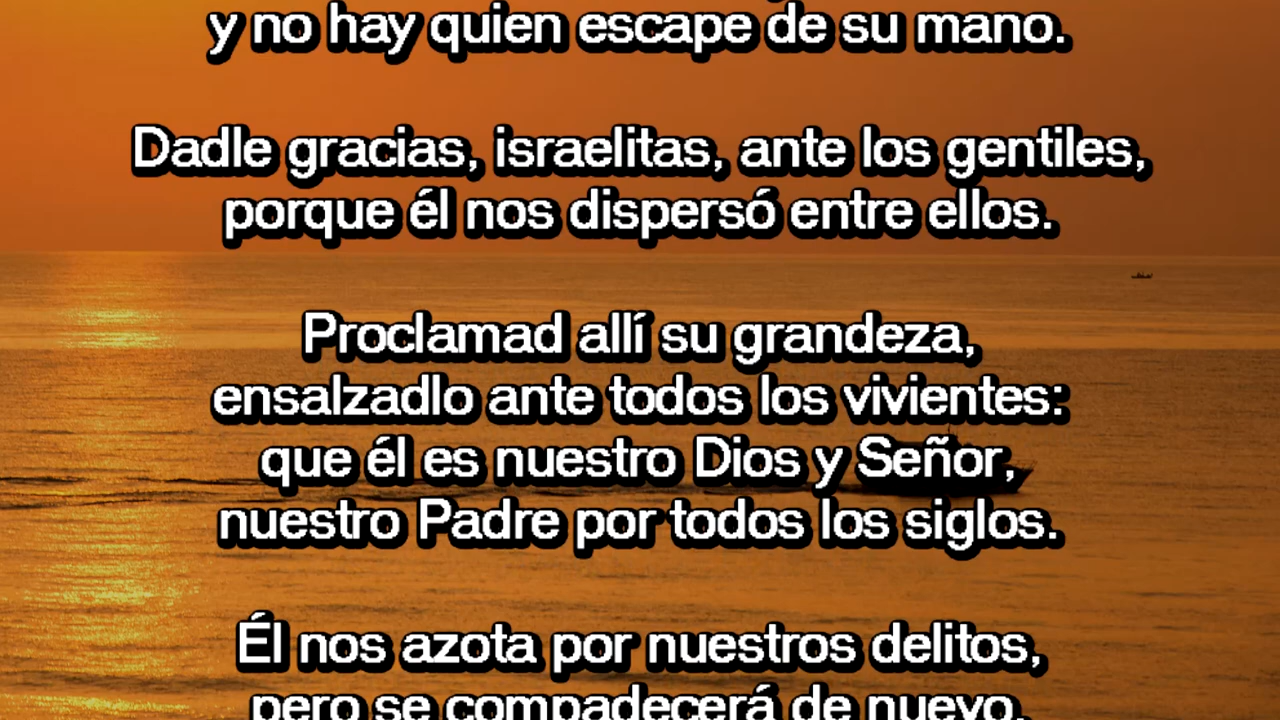 y no hay quien escape de su mano.
Dadle gracias, israelitas, ante los gentiles,
porque él nos dispersó entre ellos.
Proclamad allí su grandeza,
ensalzadlo ante todos los vivientes:
que él es nuestro Dios y Señor,
nuestro Padre por todos los siglos.
Él nos azota por nuestros delitos,
pero se compadecerá de nuevo,